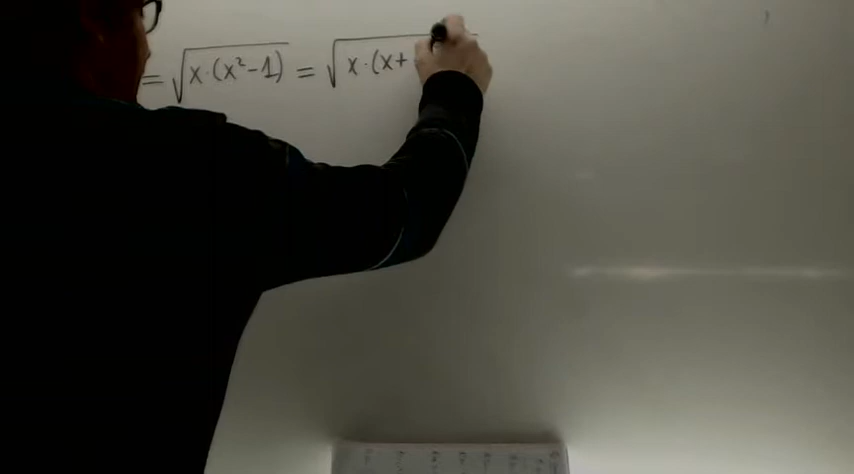 = √x·(x²-1) = √x·(x+